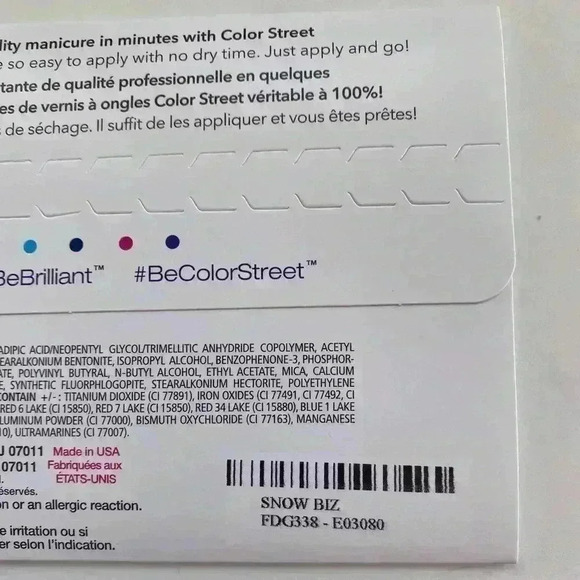 lity manicure in minutes with Color Street
e so easy to apply with no dry time. Just apply and go!
tante de qualité professionnelle en quelques
es de vernis à ongles Color Street véritable à 100%!
s de séchage. Il suffit de les appliquer et vous êtes prêtes!
BeBrilliant™ #BeColorStreet™
ADIPIC ACID/NEOPENTYL GLYCOL/TRIMELLITIC ANHYDRIDE COPOLYMER, ACETYL
EARALKONIUM BENTONITE, ISOPROPYL ALCOHOL, BENZOPHENONE-3, PHOSPHOR-
ATE, POLYVINYL BUTYRAL, N-BUTYL ALCOHOL, ETHYL ACETATE, MICA, CALCIUM
E, SYNTHETIC FLUORPHLOGOPITE, STEARALKONIUM HECTORITE, POLYETHYLENE
CONTAIN +/-: TITANIUM DIOXIDE (CI 77891), IRON OXIDES (CI 77491, CI 77492, CI
RED 6 LAKE (CI 15850), RED 7 LAKE (CI 15850), RED 34 LAKE (CI 15880), BLUE 1 LAKE
LUMINUM POWDER (CI 77000), BISMUTH OXYCHLORIDE (CI 77163), MANGANESE
10), ULTRAMARINES (CI 77007).
J 07011 Made in USA
07011 Fabriquées aux
ÉTATS-UNIS
éservés.
n or an allergic reaction.
e irritation ou si
er selon l'indication.
SNOW BIZ
FDG338 - E03080